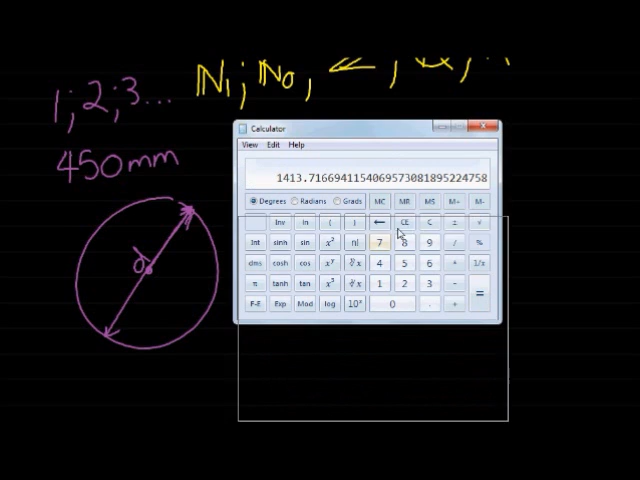 N₁; N₀, Z, Q,
1; 2; 3...
450mm
d
Calculator
View Edit Help
1413.7166941154069573081895224758
Degrees Radians Grads MC MR MS M+ M-
Inv ln ( ) ← CE C ± √
Int sinh sin x² n! 7 8 9 / %
dms cosh cos xʸ ʸ√x 4 5 6 * 1/x
π tanh tan x³ ³√x 1 2 3 - =
F-E Exp Mod log 10ˣ 0 . +